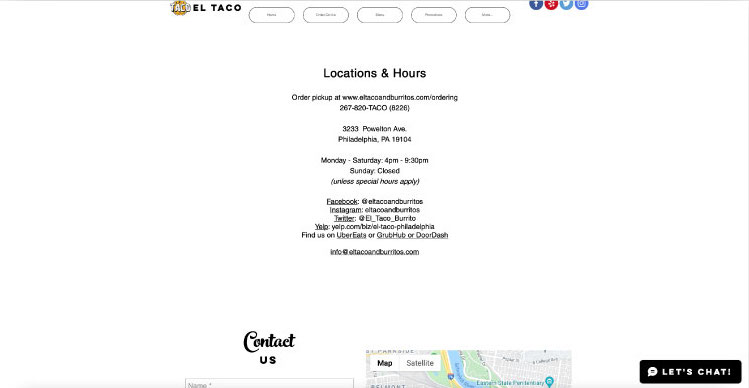 TACO EL TACO
Home
Order Online
Menu
Promotions
More...
Locations & Hours
Order pickup at www.eltacoandburritos.com/ordering
267-820-TACO (8226)
3233 Powelton Ave.
Philadelphia, PA 19104
Monday - Saturday: 4pm - 9:30pm
Sunday: Closed
(unless special hours apply)
Facebook: @eltacoandburritos
Instagram: eltacoandburritos
Twitter: @El_Taco_Burrito
Yelp: yelp.com/biz/el-taco-philadelphia
Find us on UberEats or GrubHub or DoorDash
info@eltacoandburritos.com
Contact
US
Name *
Map
Satellite
Eastern State Penitentiary
BELMONT
LET'S CHAT!